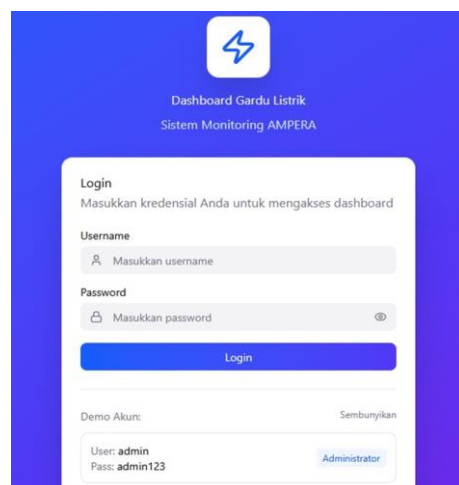 Dashboard Gardu Listrik
Sistem Monitoring AMPERA
Login
Masukkan kredensial Anda untuk mengakses dashboard
Username
Masukkan username
Password
Masukkan password
Login
Demo Akun: Sembunyikan
User: admin
Pass: admin123
Administrator